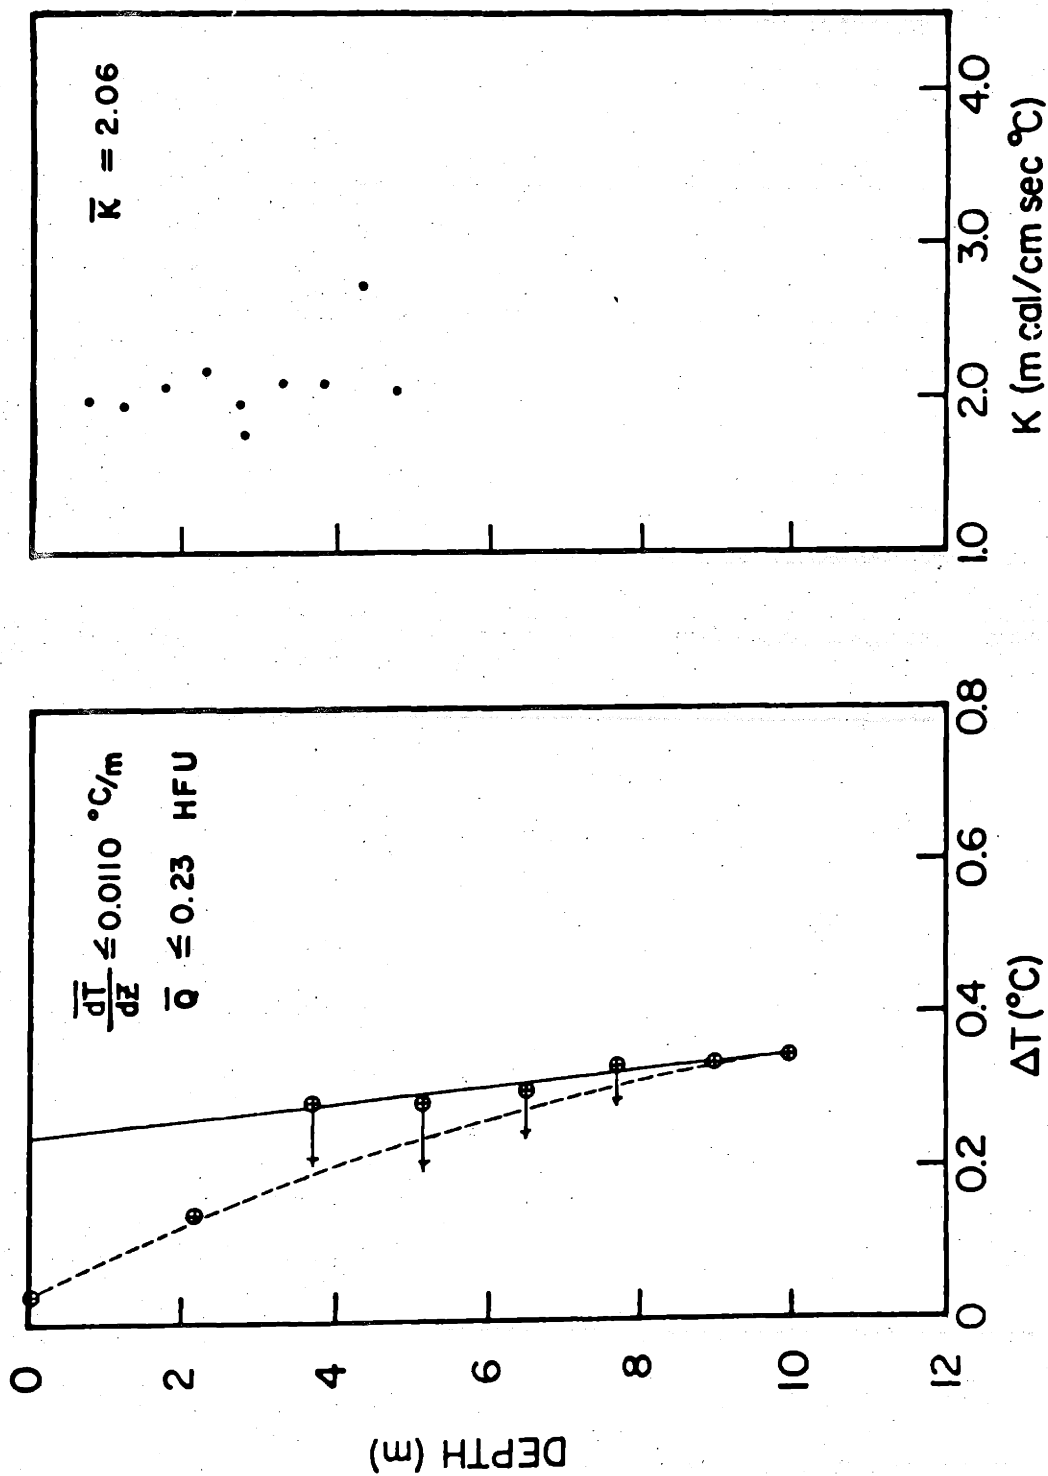 dT/dz ≤ 0.0110 °C/m
Q ≤ 0.23 HFU
K = 2.06
0
2
4
6
8
10
12
DEPTH (m)
0
0.2
0.4
0.6
0.8
ΔT (°C)
1.0
2.0
3.0
4.0
K (m cal/cm sec °C)